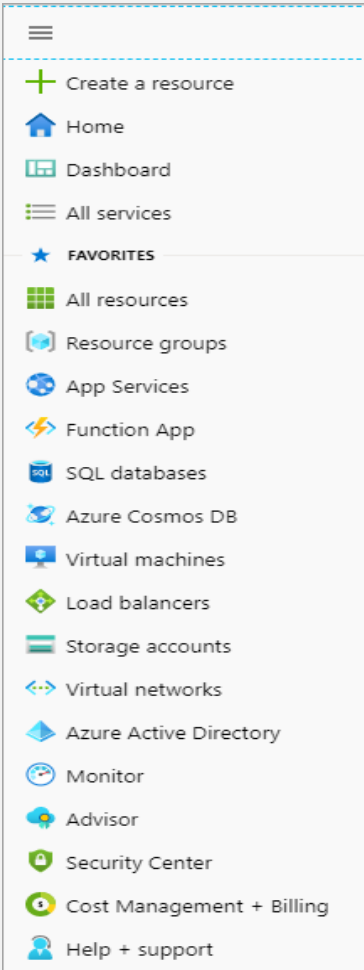 Create a resource
Home
Dashboard
All services
FAVORITES
All resources
Resource groups
App Services
Function App
SQL databases
Azure Cosmos DB
Virtual machines
Load balancers
Storage accounts
Virtual networks
Azure Active Directory
Monitor
Advisor
Security Center
Cost Management + Billing
Help + support